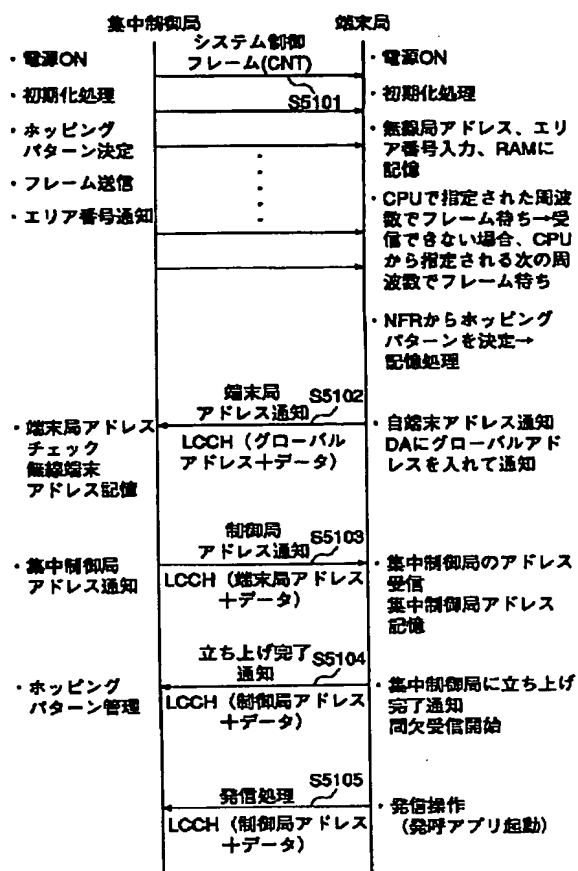 集中制御局
端末局
システム制御
フレーム(CNT)
・電源ON
・電源ON
・初期化処理
S5101
・初期化処理
・ホッピング
パターン決定
・無線局アドレス、エリ
ア番号入力、RAMに
記憶
・フレーム送信
・エリア番号通知
・CPUで指定された周波
数でフレーム待ち→受
信できない場合、CPU
から指定される次の周
波数でフレーム待ち
・NFRからホッピング
パターンを決定→
記憶処理
端末局
アドレス通知
S5102
LCCH（グローバル
アドレス＋データ）
・端末局アドレス
チェック
無線端末
アドレス記憶
・自端末アドレス通知
DAにグローバルアド
レスを入れて通知
制御局
アドレス通知
S5103
LCCH（端末局アドレス
＋データ）
・集中制御局
アドレス通知
・集中制御局のアドレス
受信
集中制御局アドレス
記憶
立ち上げ完了
通知
S5104
LCCH（制御局アドレス
＋データ）
・ホッピング
パターン管理
・集中制御局に立ち上げ
完了通知
間欠受信開始
発信処理
S5105
LCCH（制御局アドレス
＋データ）
・発信操作
（発呼アプリ起動）